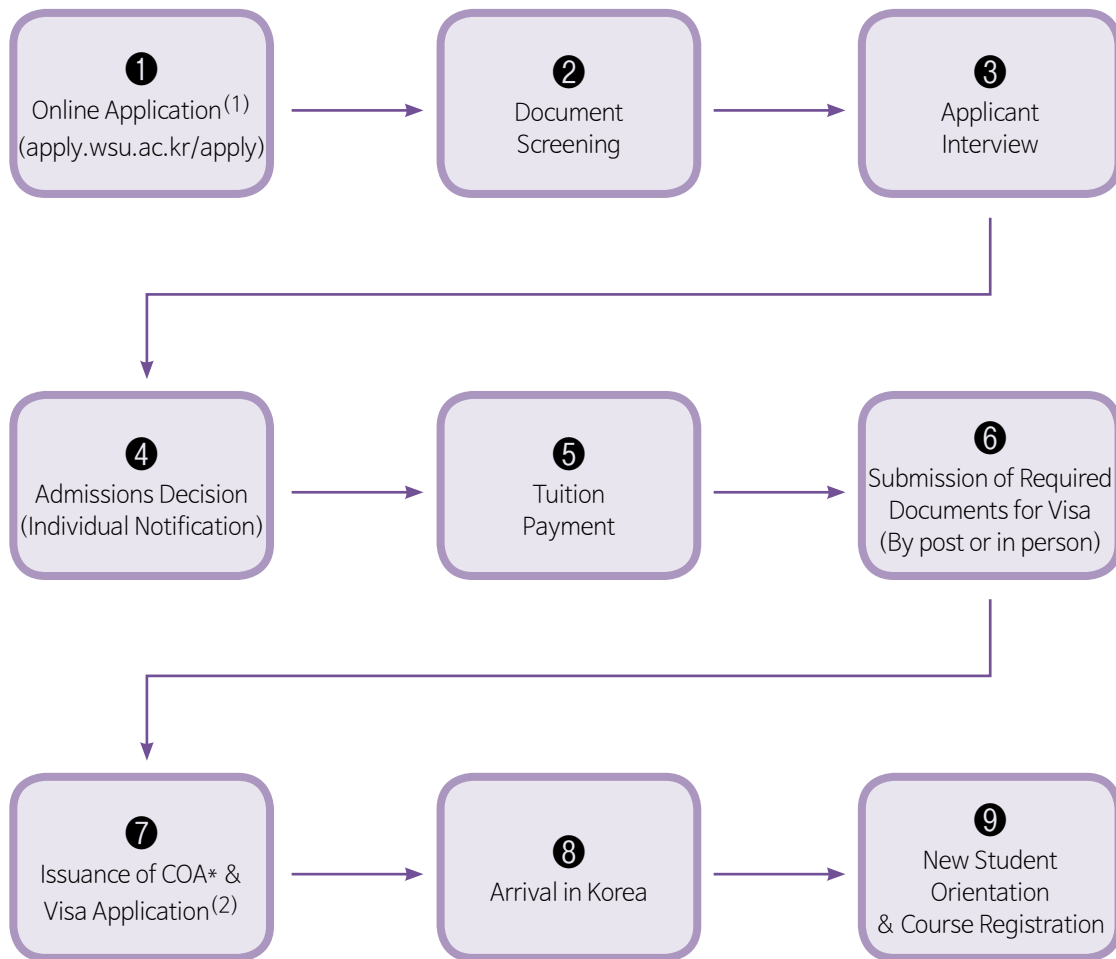 ❶
Online Application(1)
(apply.wsu.ac.kr/apply)
❷
Document
Screening
❸
Applicant
Interview
❹
Admissions Decision
(Individual Notification)
❺
Tuition
Payment
❻
Submission of Required
Documents for Visa
(By post or in person)
❼
Issuance of COA* &
Visa Application(2)
❽
Arrival in Korea
❾
New Student
Orientation
& Course Registration